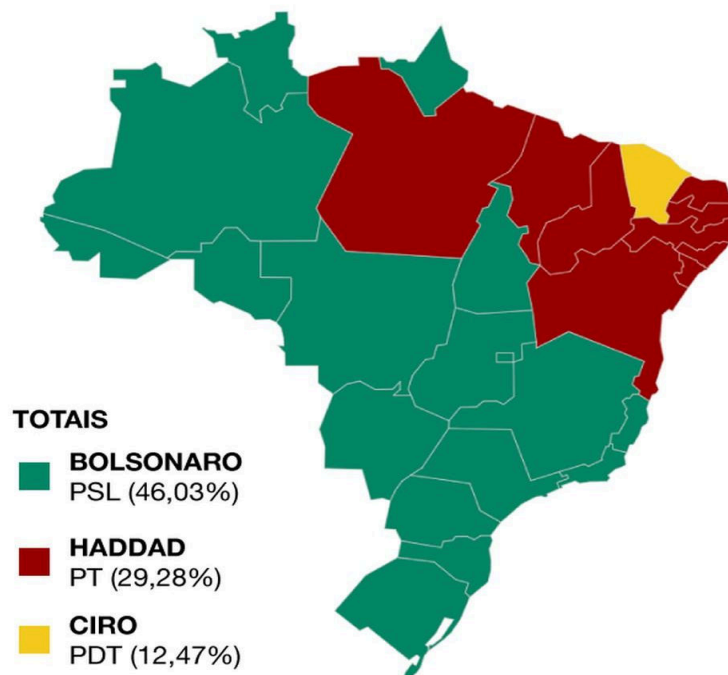 TOTAIS
BOLSONARO
PSL (46,03%)
HADDAD
PT (29,28%)
CIRO
PDT (12,47%)